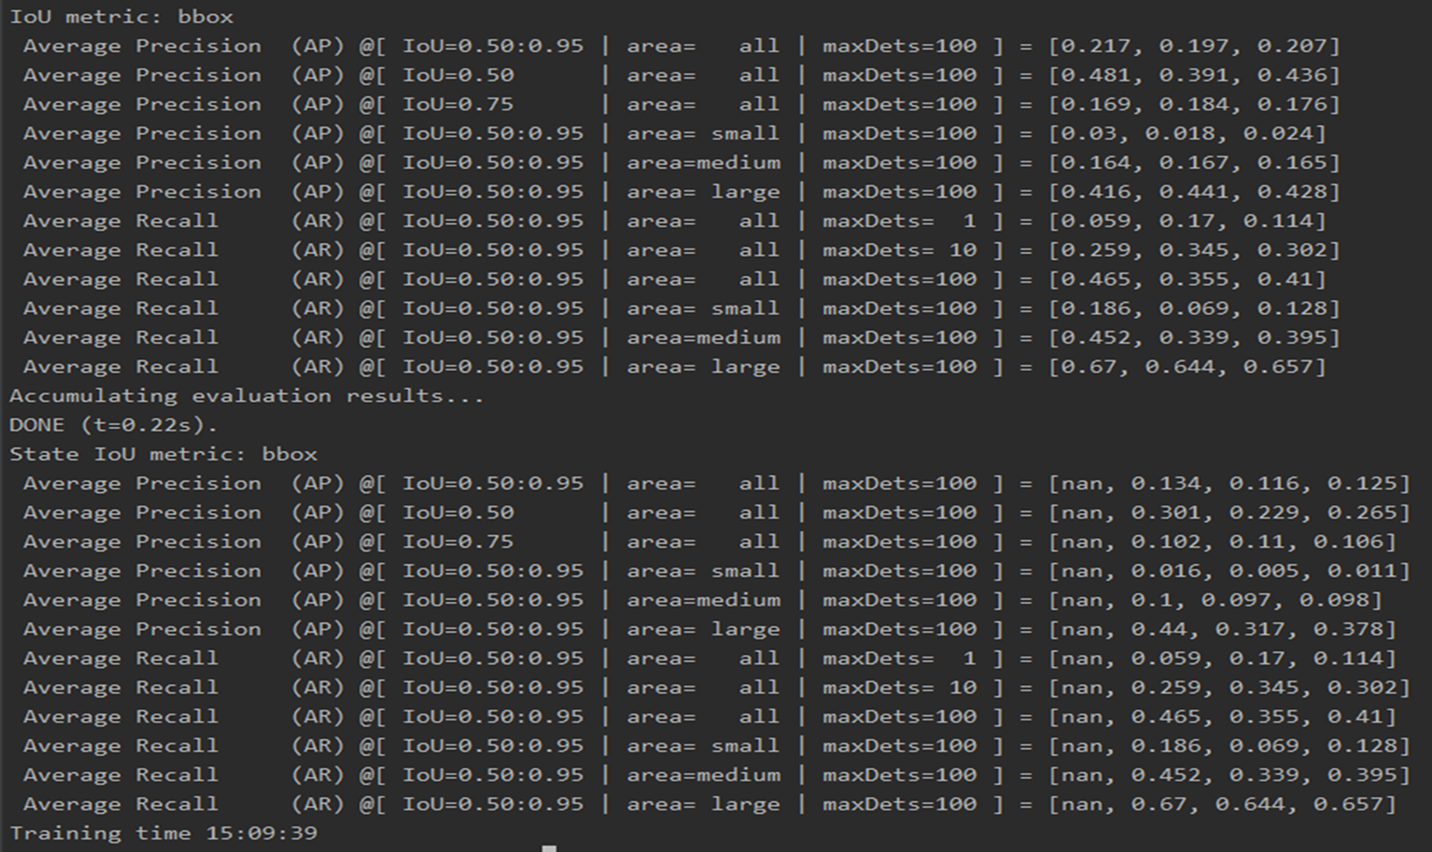 IoU metric: bbox
Average Precision (AP) @[ IoU=0.50:0.95 | area= all | maxDets=100 ] = [0.217, 0.197, 0.207]
Average Precision (AP) @[ IoU=0.50 | area= all | maxDets=100 ] = [0.481, 0.391, 0.436]
Average Precision (AP) @[ IoU=0.75 | area= all | maxDets=100 ] = [0.169, 0.184, 0.176]
Average Precision (AP) @[ IoU=0.50:0.95 | area= small | maxDets=100 ] = [0.03, 0.018, 0.024]
Average Precision (AP) @[ IoU=0.50:0.95 | area=medium | maxDets=100 ] = [0.164, 0.167, 0.165]
Average Precision (AP) @[ IoU=0.50:0.95 | area= large | maxDets=100 ] = [0.416, 0.441, 0.428]
Average Recall (AR) @[ IoU=0.50:0.95 | area= all | maxDets= 1 ] = [0.059, 0.17, 0.114]
Average Recall (AR) @[ IoU=0.50:0.95 | area= all | maxDets= 10 ] = [0.259, 0.345, 0.302]
Average Recall (AR) @[ IoU=0.50:0.95 | area= all | maxDets=100 ] = [0.465, 0.355, 0.41]
Average Recall (AR) @[ IoU=0.50:0.95 | area= small | maxDets=100 ] = [0.186, 0.069, 0.128]
Average Recall (AR) @[ IoU=0.50:0.95 | area=medium | maxDets=100 ] = [0.452, 0.339, 0.395]
Average Recall (AR) @[ IoU=0.50:0.95 | area= large | maxDets=100 ] = [0.67, 0.644, 0.657]
Accumulating evaluation results...
DONE (t=0.22s).
State IoU metric: bbox
Average Precision (AP) @[ IoU=0.50:0.95 | area= all | maxDets=100 ] = [nan, 0.134, 0.116, 0.125]
Average Precision (AP) @[ IoU=0.50 | area= all | maxDets=100 ] = [nan, 0.301, 0.229, 0.265]
Average Precision (AP) @[ IoU=0.75 | area= all | maxDets=100 ] = [nan, 0.102, 0.11, 0.106]
Average Precision (AP) @[ IoU=0.50:0.95 | area= small | maxDets=100 ] = [nan, 0.016, 0.005, 0.011]
Average Precision (AP) @[ IoU=0.50:0.95 | area=medium | maxDets=100 ] = [nan, 0.1, 0.097, 0.098]
Average Precision (AP) @[ IoU=0.50:0.95 | area= large | maxDets=100 ] = [nan, 0.44, 0.317, 0.378]
Average Recall (AR) @[ IoU=0.50:0.95 | area= all | maxDets= 1 ] = [nan, 0.059, 0.17, 0.114]
Average Recall (AR) @[ IoU=0.50:0.95 | area= all | maxDets= 10 ] = [nan, 0.259, 0.345, 0.302]
Average Recall (AR) @[ IoU=0.50:0.95 | area= all | maxDets=100 ] = [nan, 0.465, 0.355, 0.41]
Average Recall (AR) @[ IoU=0.50:0.95 | area= small | maxDets=100 ] = [nan, 0.186, 0.069, 0.128]
Average Recall (AR) @[ IoU=0.50:0.95 | area=medium | maxDets=100 ] = [nan, 0.452, 0.339, 0.395]
Average Recall (AR) @[ IoU=0.50:0.95 | area= large | maxDets=100 ] = [nan, 0.67, 0.644, 0.657]
Training time 15:09:39